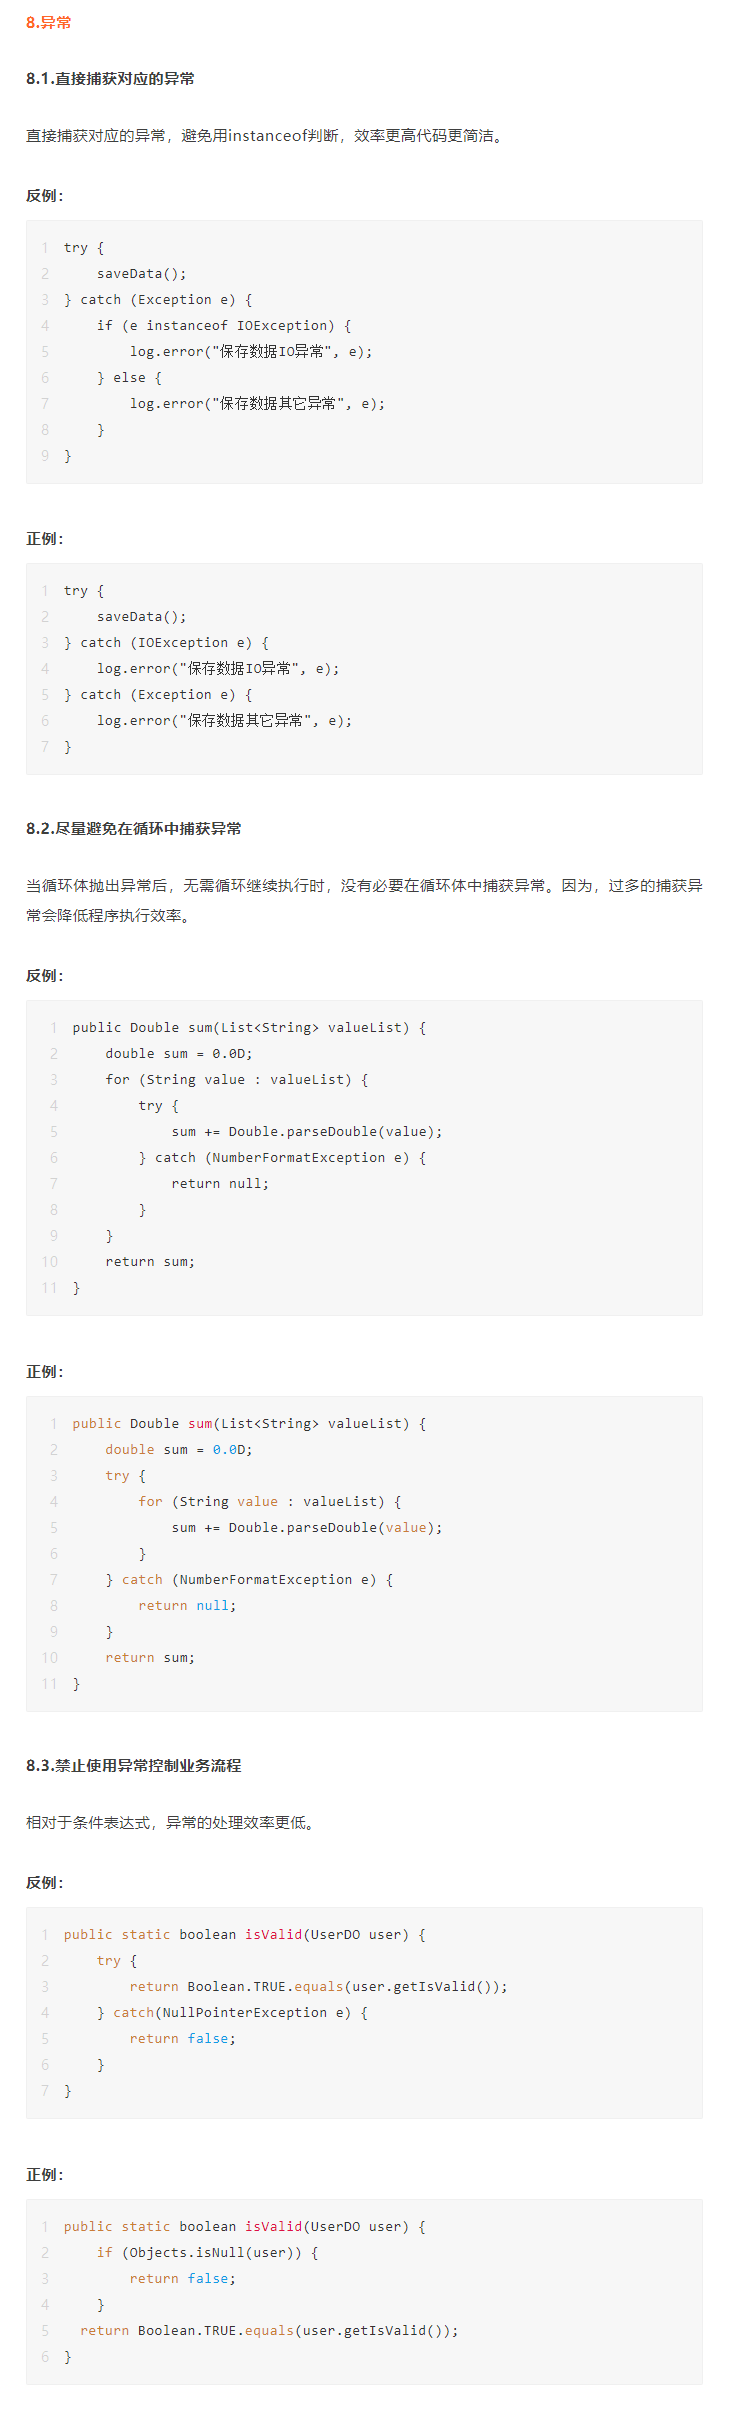 8.异常
8.1.直接捕获对应的异常
直接捕获对应的异常，避免用instanceof判断，效率更高代码更简洁。
反例：
1 try {
2     saveData();
3 } catch (Exception e) {
4     if (e instanceof IOException) {
5         log.error("保存数据IO异常", e);
6     } else {
7         log.error("保存数据其它异常", e);
8     }
9 }
正例：
1 try {
2     saveData();
3 } catch (IOException e) {
4     log.error("保存数据IO异常", e);
5 } catch (Exception e) {
6     log.error("保存数据其它异常", e);
7 }
8.2.尽量避免在循环中捕获异常
当循环体抛出异常后，无需循环继续执行时，没有必要在循环体中捕获异常。因为，过多的捕获异
常会降低程序执行效率。
反例：
1 public Double sum(List<String> valueList) {
2     double sum = 0.0D;
3     for (String value : valueList) {
4         try {
5             sum += Double.parseDouble(value);
6         } catch (NumberFormatException e) {
7             return null;
8         }
9     }
10     return sum;
11 }
正例：
1 public Double sum(List<String> valueList) {
2     double sum = 0.0D;
3     try {
4         for (String value : valueList) {
5             sum += Double.parseDouble(value);
6         }
7     } catch (NumberFormatException e) {
8         return null;
9     }
10     return sum;
11 }
8.3.禁止使用异常控制业务流程
相对于条件表达式，异常的处理效率更低。
反例：
1 public static boolean isValid(UserDO user) {
2     try {
3         return Boolean.TRUE.equals(user.getIsValid());
4     } catch(NullPointerException e) {
5         return false;
6     }
7 }
正例：
1 public static boolean isValid(UserDO user) {
2     if (Objects.isNull(user)) {
3         return false;
4     }
5   return Boolean.TRUE.equals(user.getIsValid());
6 }